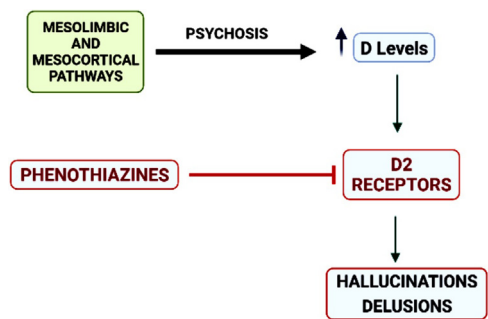 MESOLIMBIC
AND
MESOCORTICAL
PATHWAYS
PSYCHOSIS
D Levels
PHENOTHIAZINES
D2
RECEPTORS
HALLUCINATIONS
DELUSIONS